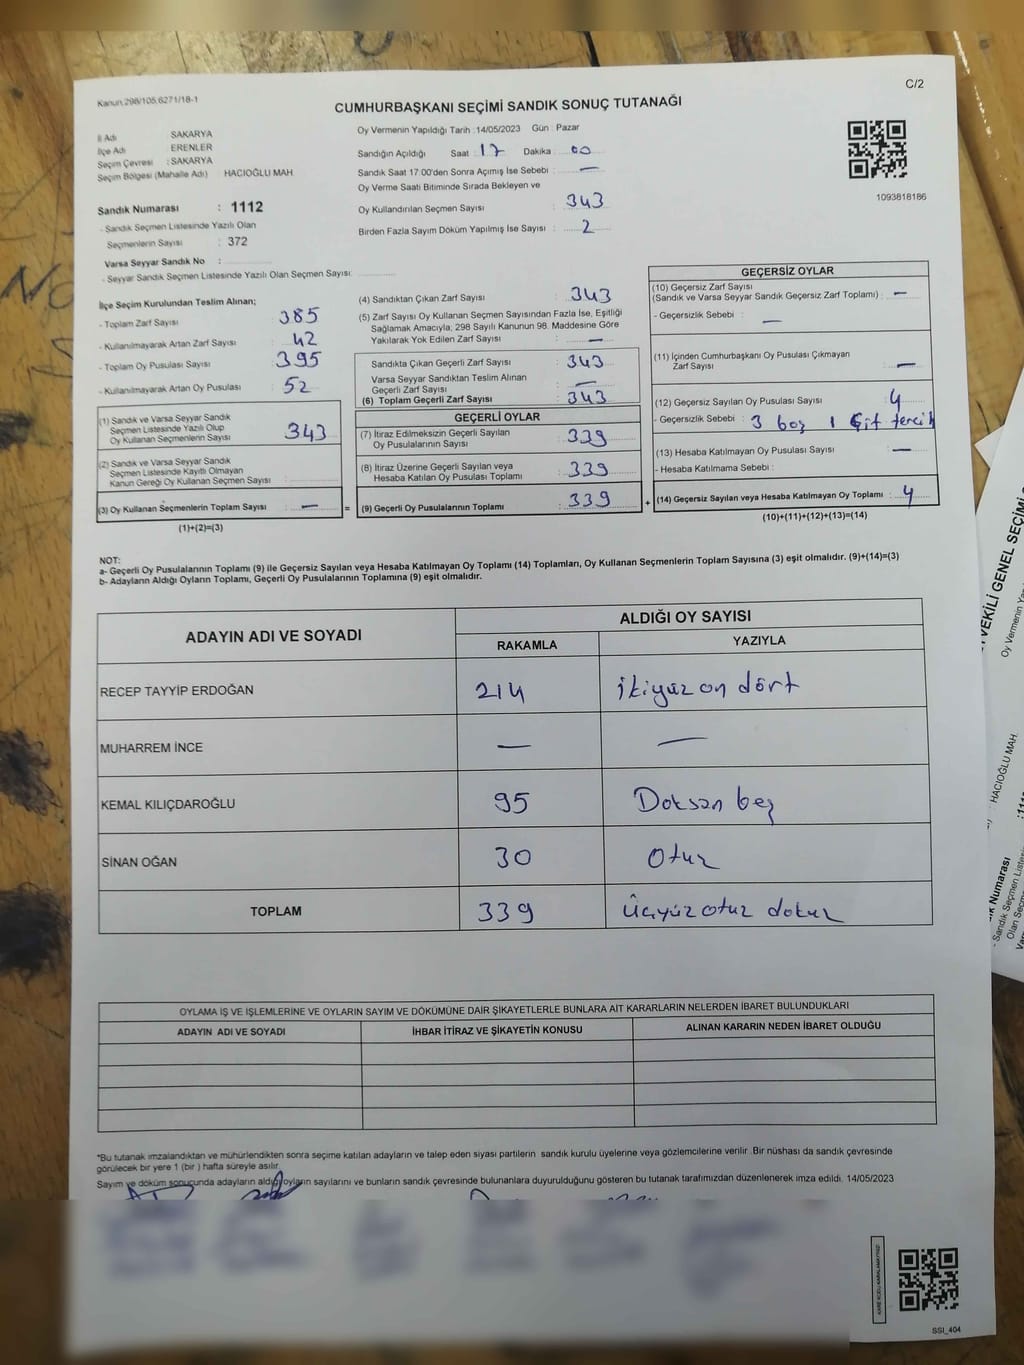 Kanun.298/105,6271/18-1
C/2
CUMHURBAŞKANI SEÇİMİ SANDIK SONUÇ TUTANAĞI
İl Adı SAKARYA
İlçe Adı ERENLER
Seçim Çevresi : SAKARYA
Seçim Bölgesi (Mahalle Adı) HACIOĞLU MAH.
Sandık Numarası : 1112
- Sandık Seçmen Listesinde Yazılı Olan
Seçmenlerin Sayısı : 372
Varsa Seyyar Sandık No :
- Seyyar Sandık Seçmen Listesinde Yazılı Olan Seçmen Sayısı:
Oy Vermenin Yapıldığı Tarih : 14/05/2023 Gün : Pazar
Sandığın Açıldığı Saat : 17 Dakika : 00
Sandık Saat 17:00'den Sonra Açımış İse Sebebi : —
Oy Verme Saati Bitiminde Sırada Bekleyen ve
Oy Kullandırılan Seçmen Sayısı : 343
Birden Fazla Sayım Döküm Yapılmış İse Sayısı : 2
1093818186
İlçe Seçim Kurulundan Teslim Alınan;
- Toplam Zarf Sayısı : 385
- Kullanılmayarak Artan Zarf Sayısı : 42
- Toplam Oy Pusulası Sayısı : 395
- Kullanılmayarak Artan Oy Pusulası : 52
(1) Sandık ve Varsa Seyyar Sandık
Seçmen Listesinde Yazılı Olup
Oy Kullanan Seçmenlerin Sayısı : 343
(2) Sandık ve Varsa Seyyar Sandık
Seçmen Listesinde Kayıtlı Olmayan
Kanun Gereği Oy Kullanan Seçmen Sayısı :
(3) Oy Kullanan Seçmenlerin Toplam Sayısı : — =
(1)+(2)=(3)
(4) Sandıktan Çıkan Zarf Sayısı : 343
(5) Zarf Sayısı Oy Kullanan Seçmen Sayısından Fazla İse, Eşitliği
Sağlamak Amacıyla, 298 Sayılı Kanunun 98. Maddesine Göre
Yakılarak Yok Edilen Zarf Sayısı : —
Sandıkta Çıkan Geçerli Zarf Sayısı : 343
Varsa Seyyar Sandıktan Teslim Alınan
Geçerli Zarf Sayısı : —
(6) Toplam Geçerli Zarf Sayısı : 343
GEÇERLİ OYLAR
(7) İtiraz Edilmeksizin Geçerli Sayılan
Oy Pusulalarının Sayısı : 339
(8) İtiraz Üzerine Geçerli Sayılan veya
Hesaba Katılan Oy Pusulası Toplamı : 339
(9) Geçerli Oy Pusulalarının Toplamı : 339 +
GEÇERSİZ OYLAR
(10) Geçersiz Zarf Sayısı
(Sandık ve Varsa Seyyar Sandık Geçersiz Zarf Toplamı) : —
- Geçersizlik Sebebi : —
(11) İçinden Cumhurbaşkanı Oy Pusulası Çıkmayan
Zarf Sayısı : —
(12) Geçersiz Sayılan Oy Pusulası Sayısı : 4
- Geçersizlik Sebebi : 3 boş 1 Çift tercih
(13) Hesaba Katılmayan Oy Pusulası Sayısı : —
- Hesaba Katılmama Sebebi :
(14) Geçersiz Sayılan veya Hesaba Katılmayan Oy Toplamı : 4
(10)+(11)+(12)+(13)=(14)
NOT:
a- Geçerli Oy Pusulalarının Toplamı (9) ile Geçersiz Sayılan veya Hesaba Katılmayan Oy Toplamı (14) Toplamları, Oy Kullanan Seçmenlerin Toplam Sayısına (3) eşit olmalıdır. (9)+(14)=(3)
b- Adayların Aldığı Oyların Toplamı, Geçerli Oy Pusulalarının Toplamına (9) eşit olmalıdır.
ADAYIN ADI VE SOYADI ALDIĞI OY SAYISI
RAKAMLA YAZIYLA
RECEP TAYYİP ERDOĞAN 214 ikiyüz on dört
MUHARREM İNCE — —
KEMAL KILIÇDAROĞLU 95 Doksan beş
SİNAN OĞAN 30 Otuz
TOPLAM 339 Üçyüz otuz dokuz
OYLAMA İŞ VE İŞLEMLERİNE VE OYLARIN SAYIM VE DÖKÜMÜNE DAİR ŞİKAYETLERLE BUNLARA AİT KARARLARIN NELERDEN İBARET BULUNDUKLARI
ADAYIN ADI VE SOYADI İHBAR İTİRAZ VE ŞİKAYETİN KONUSU ALINAN KARARIN NEDEN İBARET OLDUĞU
*Bu tutanak imzalandıktan ve mühürlendikten sonra seçime katılan adayların ve talep eden siyasi partilerin sandık kurulu üyelerine veya gözlemcilerine verilir. Bir nüshası da sandık çevresinde
görülecek bir yere 1 (bir ) hafta süreyle asılır.
Sayım ve döküm sonucunda adayların aldığı oyların sayılarını ve bunların sandık çevresinde bulunanlara duyurulduğunu gösteren bu tutanak tarafımızdan düzenlenerek imza edildi. 14/05/2023
KARE KODU KARALAMAYINIZ!
SSI_404
VEKİLİ GENEL SEÇİMİ
Oy Vermenin
HACIOĞLU MAH.
Numarası
- Sandık Seçmen
Olan